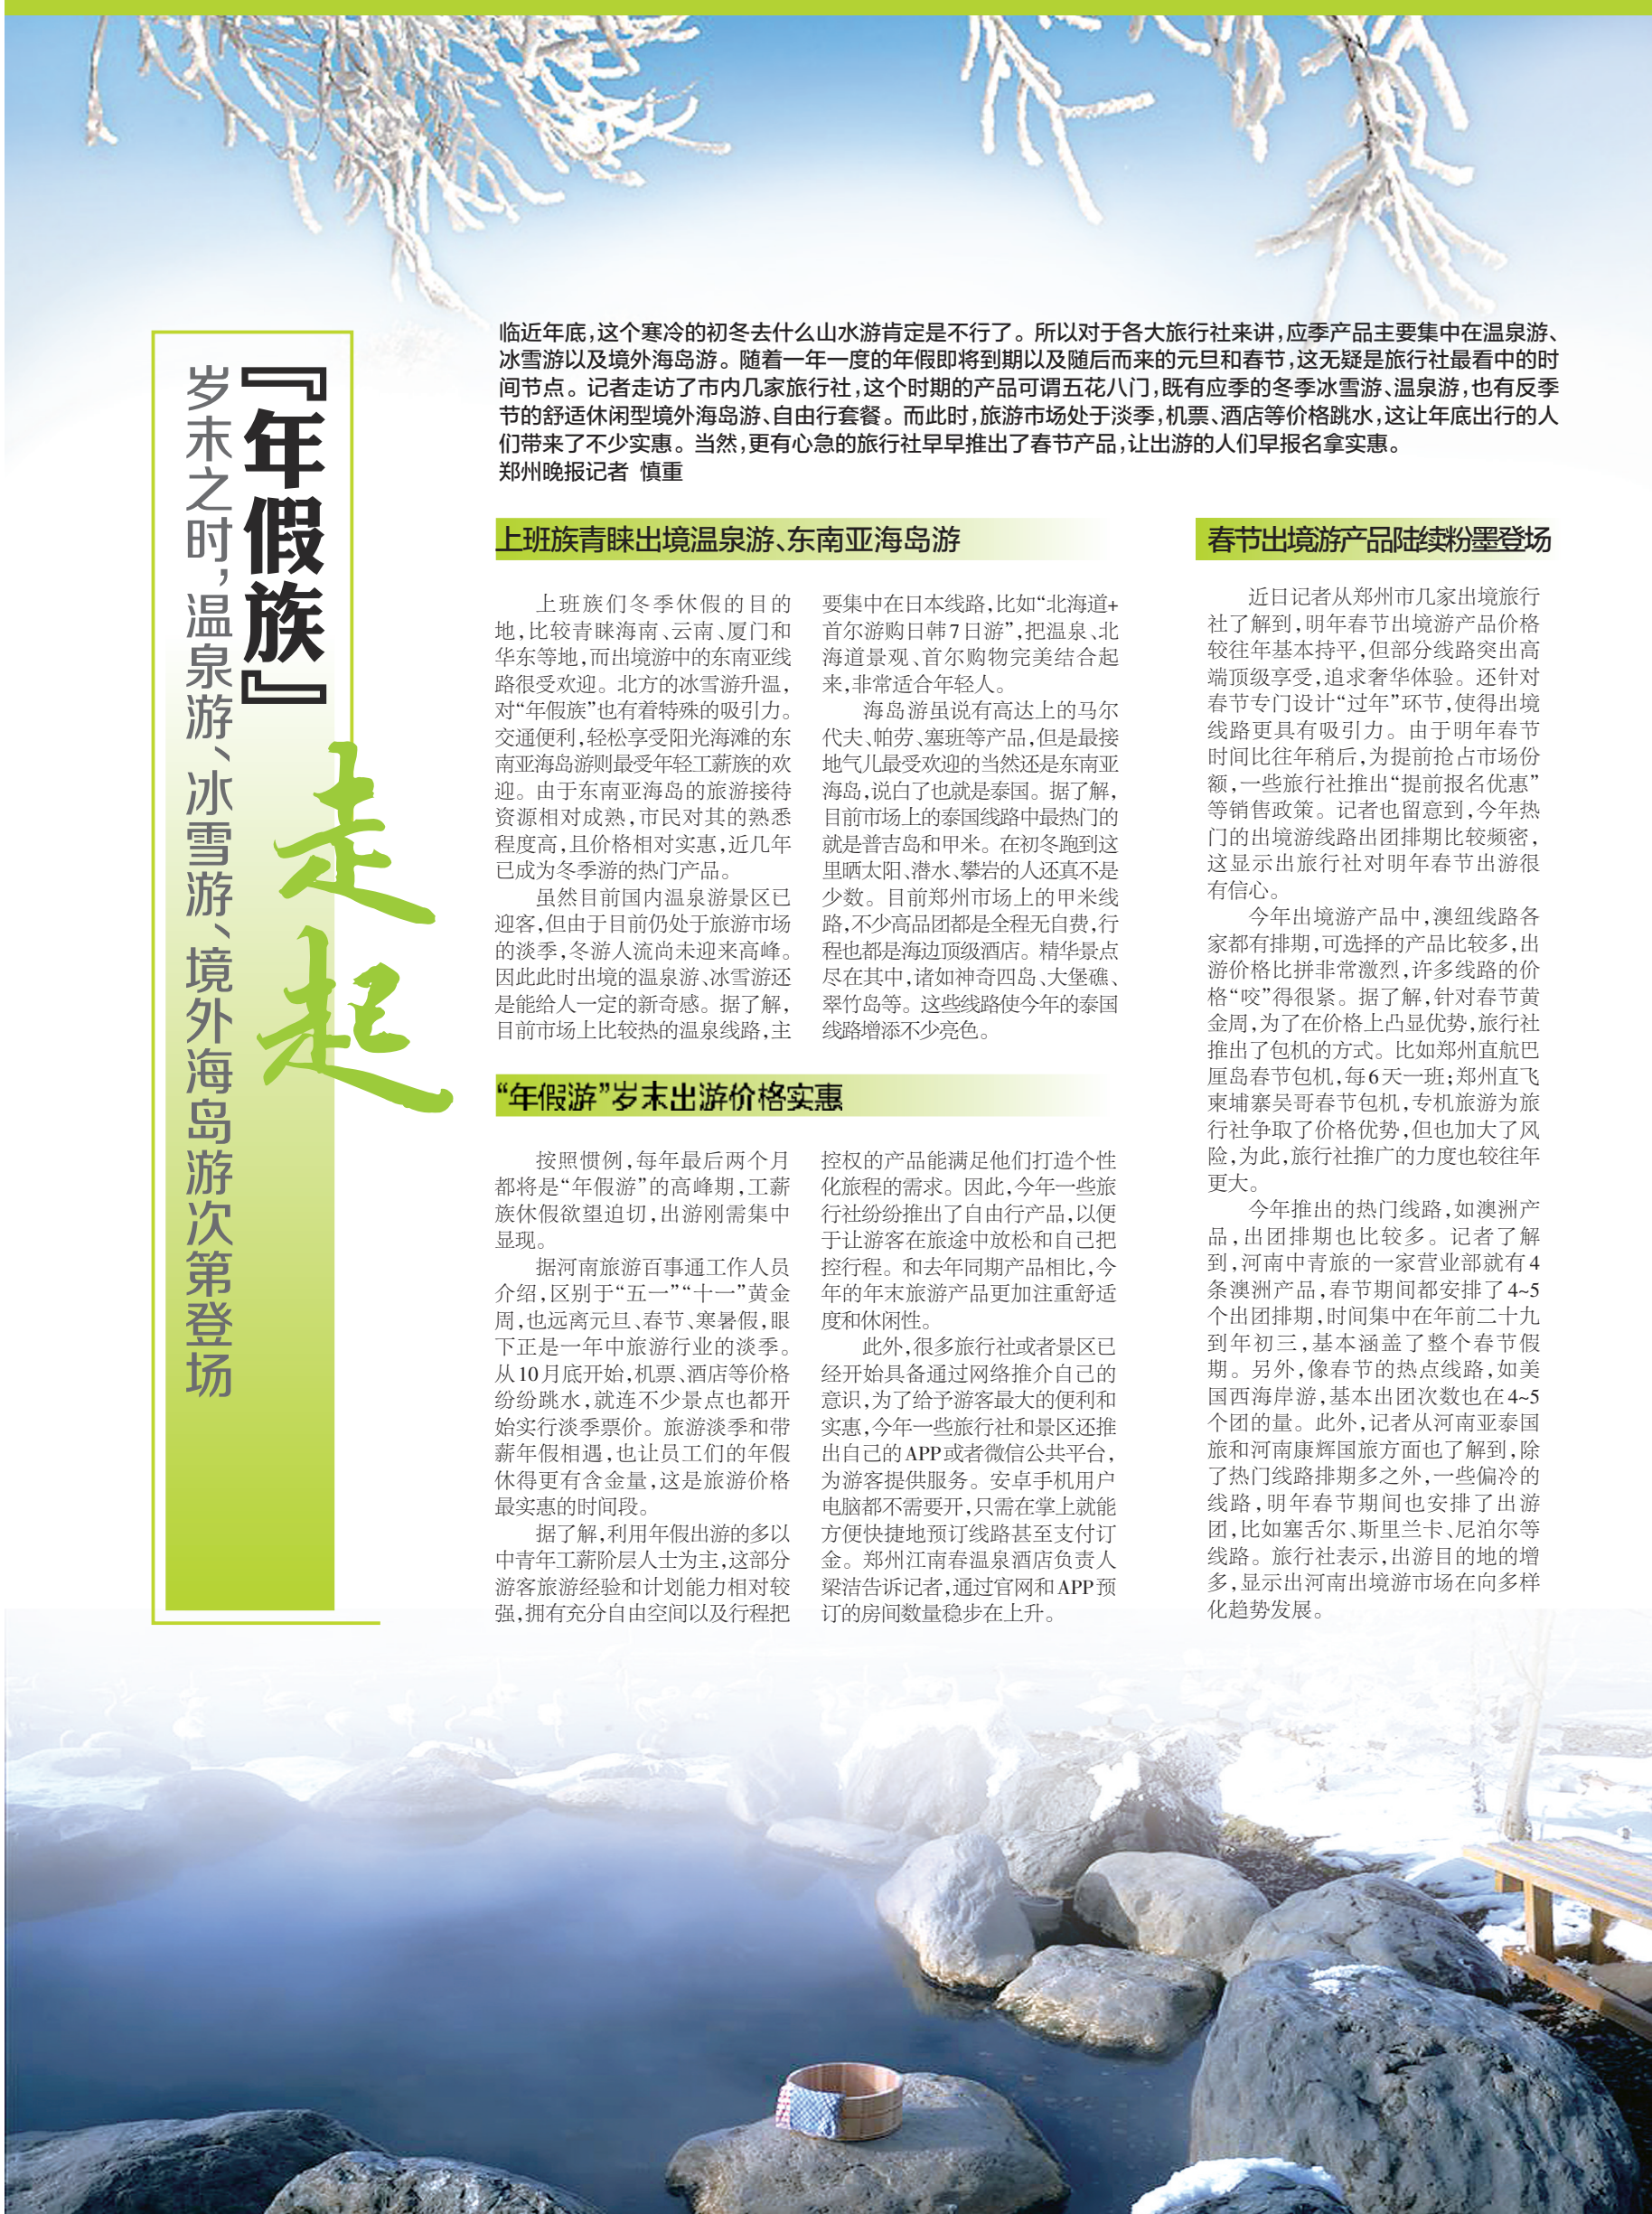 『年假族』
走起
岁末之时,温泉游、冰雪游、境外海岛游次第登场
临近年底,这个寒冷的初冬去什么山水游肯定是不行了。所以对于各大旅行社来讲,应季产品主要集中在温泉游、
冰雪游以及境外海岛游。随着一年一度的年假即将到期以及随后而来的元旦和春节,这无疑是旅行社最看中的时
间节点。记者走访了市内几家旅行社,这个时期的产品可谓五花八门,既有应季的冬季冰雪游、温泉游,也有反季
节的舒适休闲型境外海岛游、自由行套餐。而此时,旅游市场处于淡季,机票、酒店等价格跳水,这让年底出行的人
们带来了不少实惠。当然,更有心急的旅行社早早推出了春节产品,让出游的人们早报名拿实惠。
郑州晚报记者 慎重
上班族青睐出境温泉游、东南亚海岛游
上班族们冬季休假的目的
地,比较青睐海南、云南、厦门和
华东等地,而出境游中的东南亚线
路很受欢迎。北方的冰雪游升温,
对“年假族”也有着特殊的吸引力。
交通便利,轻松享受阳光海滩的东
南亚海岛游则最受年轻工薪族的欢
迎。由于东南亚海岛的旅游接待
资源相对成熟,市民对其的熟悉
程度高,且价格相对实惠,近几年
已成为冬季游的热门产品。
虽然目前国内温泉游景区已
迎客,但由于目前仍处于旅游市场
的淡季,冬游人流尚未迎来高峰。
因此此时出境的温泉游、冰雪游还
是能给人一定的新奇感。据了解,
目前市场上比较热的温泉线路,主
要集中在日本线路,比如“北海道+
首尔游购日韩7日游”,把温泉、北
海道景观、首尔购物完美结合起
来,非常适合年轻人。
海岛游虽说有高达上的马尔
代夫、帕劳、塞班等产品,但是最接
地气儿最受欢迎的当然还是东南亚
海岛,说白了也就是泰国。据了解,
目前市场上的泰国线路中最热门的
就是普吉岛和甲米。在初冬跑到这
里晒太阳、潜水、攀岩的人还真不是
少数。目前郑州市场上的甲米线
路,不少高品团都是全程无自费,行
程也都是海边顶级酒店。精华景点
尽在其中,诸如神奇四岛、大堡礁、
翠竹岛等。这些线路使今年的泰国
线路增添不少亮色。
“年假游”岁末出游价格实惠
按照惯例,每年最后两个月
都将是“年假游”的高峰期,工薪
族休假欲望迫切,出游刚需集中
显现。
据河南旅游百事通工作人员
介绍,区别于“五一”“十一”黄金
周,也远离元旦、春节、寒暑假,眼
下正是一年中旅游行业的淡季。
从10月底开始,机票、酒店等价格
纷纷跳水,就连不少景点也都开
始实行淡季票价。旅游淡季和带
薪年假相遇,也让员工们的年假
休得更有含金量,这是旅游价格
最实惠的时间段。
据了解,利用年假出游的多以
中青年工薪阶层人士为主,这部分
游客旅游经验和计划能力相对较
强,拥有充分自由空间以及行程把
控权的产品能满足他们打造个性
化旅程的需求。因此,今年一些旅
行社纷纷推出了自由行产品,以便
于让游客在旅途中放松和自己把
控行程。和去年同期产品相比,今
年的年末旅游产品更加注重舒适
度和休闲性。
此外,很多旅行社或者景区已
经开始具备通过网络推介自己的
意识,为了给予游客最大的便利和
实惠,今年一些旅行社和景区还推
出自己的APP或者微信公共平台,
为游客提供服务。安卓手机用户
电脑都不需要开,只需在掌上就能
方便快捷地预订线路甚至支付订
金。郑州江南春温泉酒店负责人
梁洁告诉记者,通过官网和APP预
订的房间数量稳步在上升。
春节出境游产品陆续粉墨登场
近日记者从郑州市几家出境旅行
社了解到,明年春节出境游产品价格
较往年基本持平,但部分线路突出高
端顶级享受,追求奢华体验。还针对
春节专门设计“过年”环节,使得出境
线路更具有吸引力。由于明年春节
时间比往年稍后,为提前抢占市场份
额,一些旅行社推出“提前报名优惠”
等销售政策。记者也留意到,今年热
门的出境游线路出团排期比较频密,
这显示出旅行社对明年春节出游很
有信心。
今年出境游产品中,澳纽线路各
家都有排期,可选择的产品比较多,出
游价格比拼非常激烈,许多线路的价
格“咬”得很紧。据了解,针对春节黄
金周,为了在价格上凸显优势,旅行社
推出了包机的方式。比如郑州直航巴
厘岛春节包机,每6天一班;郑州直飞
柬埔寨吴哥春节包机,专机旅游为旅
行社争取了价格优势,但也加大了风
险,为此,旅行社推广的力度也较往年
更大。
今年推出的热门线路,如澳洲产
品,出团排期也比较多。记者了解
到,河南中青旅的一家营业部就有4
条澳洲产品,春节期间都安排了4~5
个出团排期,时间集中在年前二十九
到年初三,基本涵盖了整个春节假
期。另外,像春节的热点线路,如美
国西海岸游,基本出团次数也在4~5
个团的量。此外,记者从河南亚泰国
旅和河南康辉国旅方面也了解到,除
了热门线路排期多之外,一些偏冷的
线路,明年春节期间也安排了出游
团,比如塞舌尔、斯里兰卡、尼泊尔等
线路。旅行社表示,出游目的地的增
多,显示出河南出境游市场在向多样
化趋势发展。